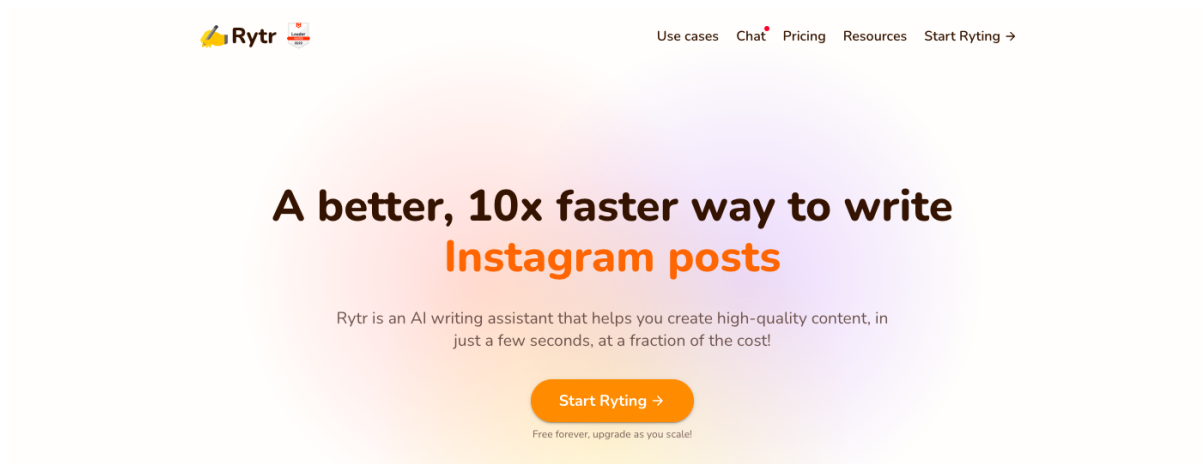 Rytr
Leader
Use cases
Chat
Pricing
Resources
Start Ryting →
A better, 10x faster way to write
Instagram posts
Rytr is an AI writing assistant that helps you create high-quality content, in
just a few seconds, at a fraction of the cost!
Start Ryting →
Free forever, upgrade as you scale!